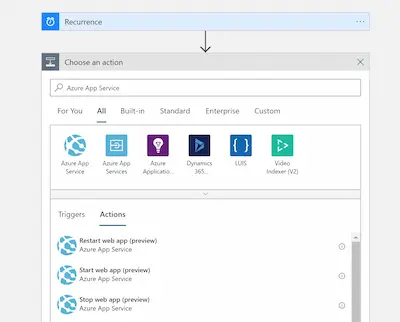 Recurrence
Choose an action
Azure App Service
For You All Built-in Standard Enterprise Custom
Azure App Service
Azure App Services
Azure Applicatio...
Dynamics 365...
LUIS
Video Indexer (V2)
Triggers Actions
Restart web app (preview)
Azure App Service
Start web app (preview)
Azure App Service
Stop web app (preview)
Azure App Service